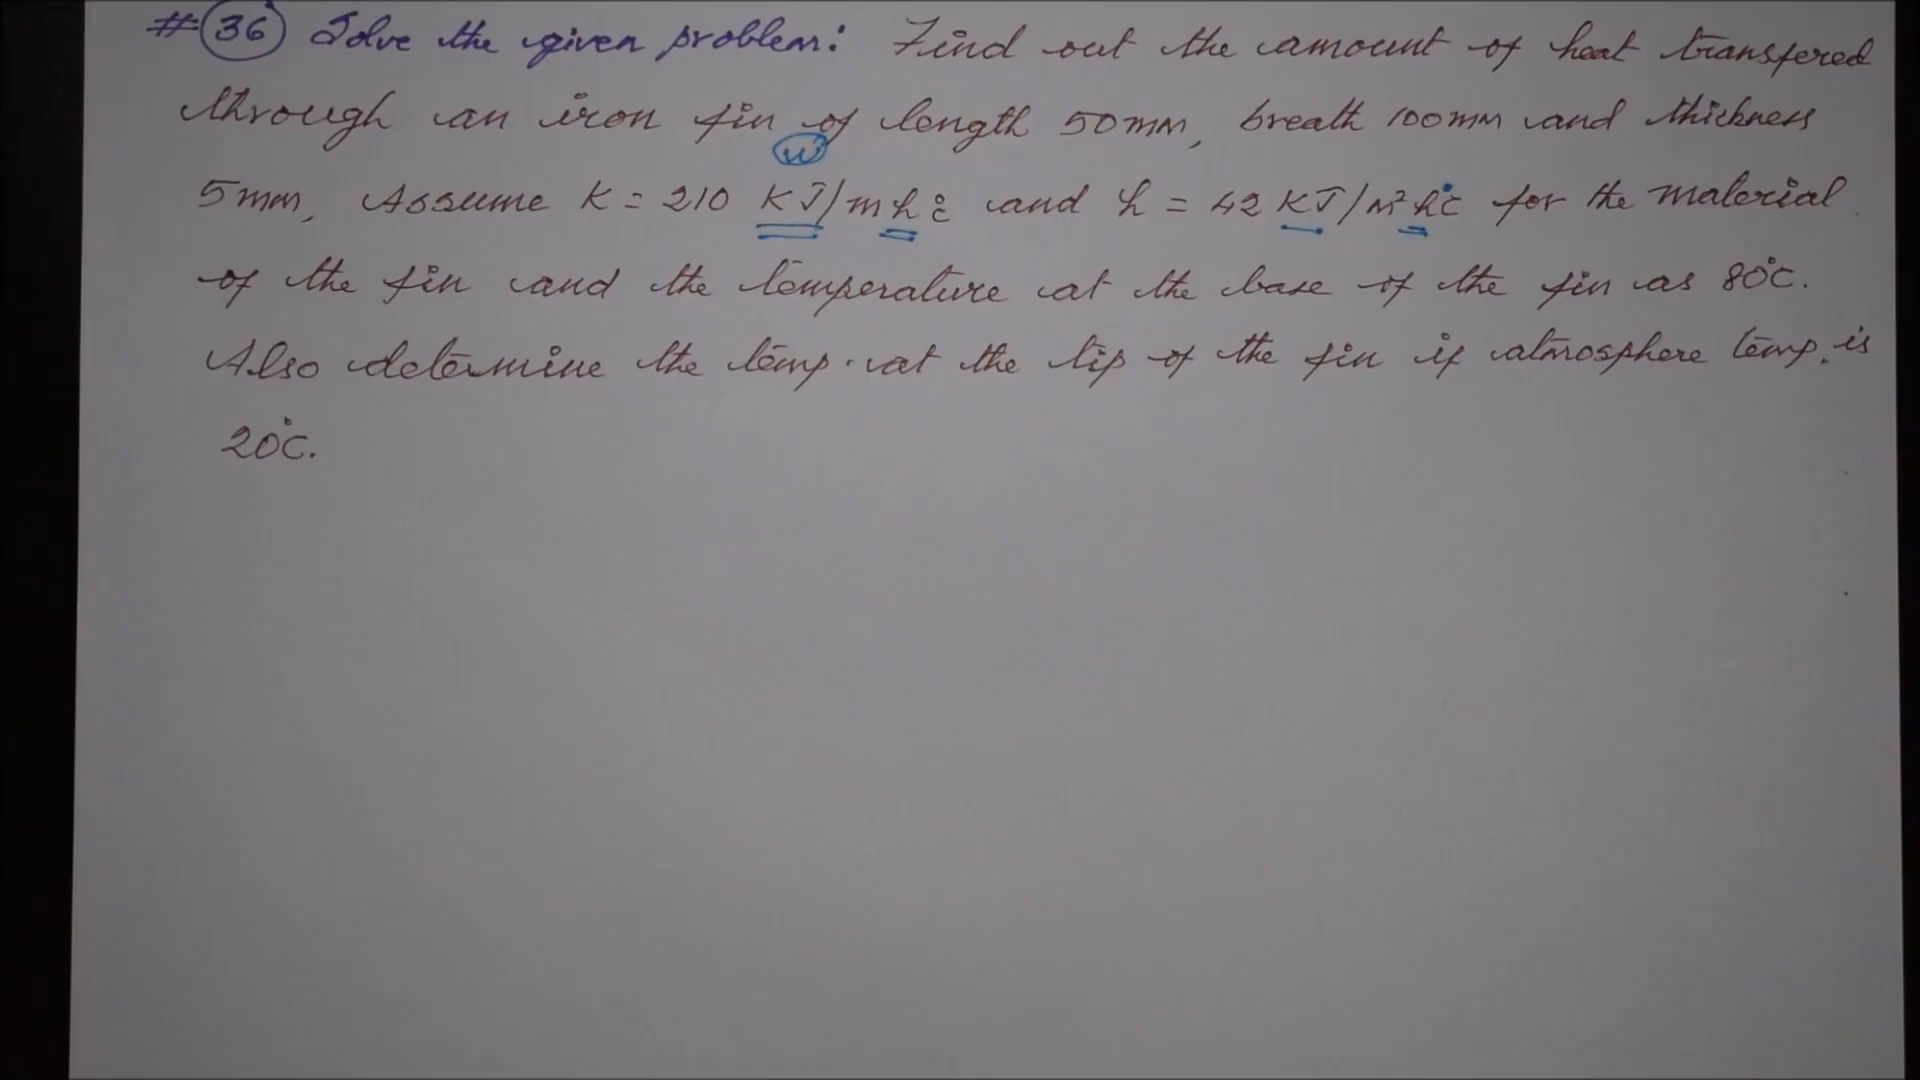 #36 Solve the given problem: Find out the amount of heat transfered
through an iron fin of length 50mm, breath 100mm and thickness
W
5mm, Assume K = 210 KJ/mh°c and h = 42 KJ/m²h°c for the material
of the fin and the temperature at the base of the fin as 80°c.
Also determine the temp. at the tip of the fin if atmosphere temp. is
20°c.